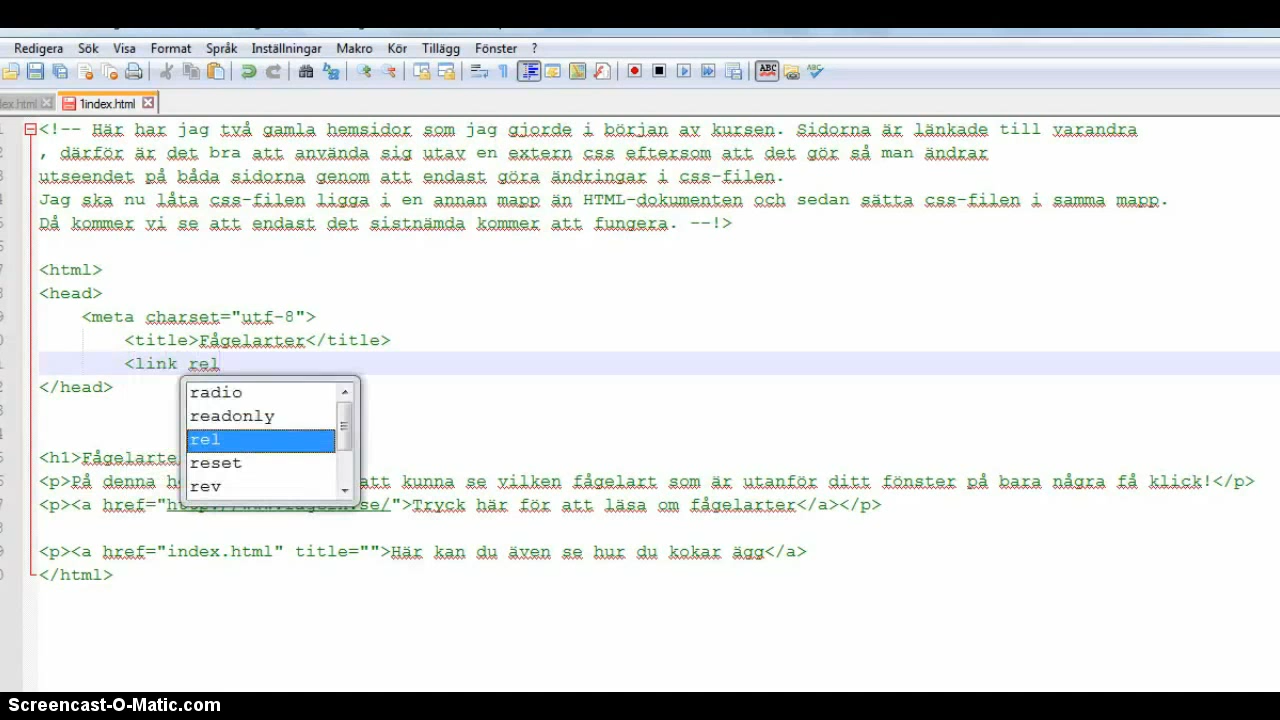 Redigera Sök Visa Format Språk Inställningar Makro Kör Tillägg Fönster ?
ABC ABC
ex.html 1index.html
<!-- Här har jag två gamla hemsidor som jag gjorde i början av kursen. Sidorna är länkade till varandra
, därför är det bra att använda sig utav en extern css eftersom att det gör så man ändrar
utseendet på båda sidorna genom att endast göra ändringar i css-filen.
Jag ska nu låta css-filen ligga i en annan mapp än HTML-dokumenten och sedan sätta css-filen i samma mapp.
Då kommer vi se att endast det sistnämda kommer att fungera. --!>
<html>
<head>
<meta charset="utf-8">
<title>Fågelarter</title>
<link rel
</head>
radio
readonly
rel
reset
rev
<h1>Fågelarte
<p>På denna h att kunna se vilken fågelart som är utanför ditt fönster på bara några få klick!</p>
<p><a href=" .se/">Tryck här för att läsa om fågelarter</a></p>
<p><a href="index.html" title="">Här kan du även se hur du kokar ägg</a>
</html>
Screencast-O-Matic.com